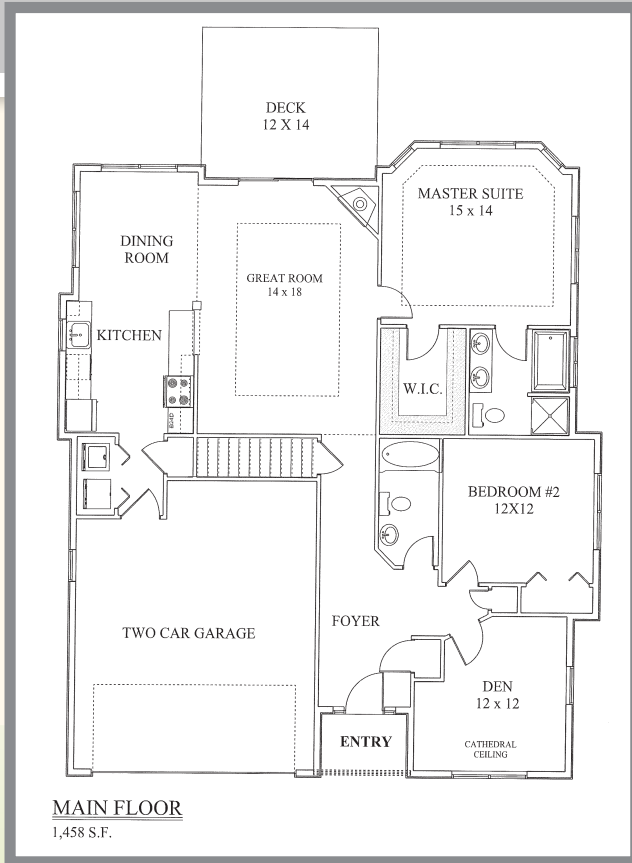 DECK
12 X 14
MASTER SUITE
15 x 14
DINING
ROOM
GREAT ROOM
14 x 18
KITCHEN
W.I.C.
BEDROOM #2
12X12
FOYER
TWO CAR GARAGE
DEN
12 x 12
ENTRY
CATHEDRAL
CEILING
MAIN FLOOR
1,458 S.F.